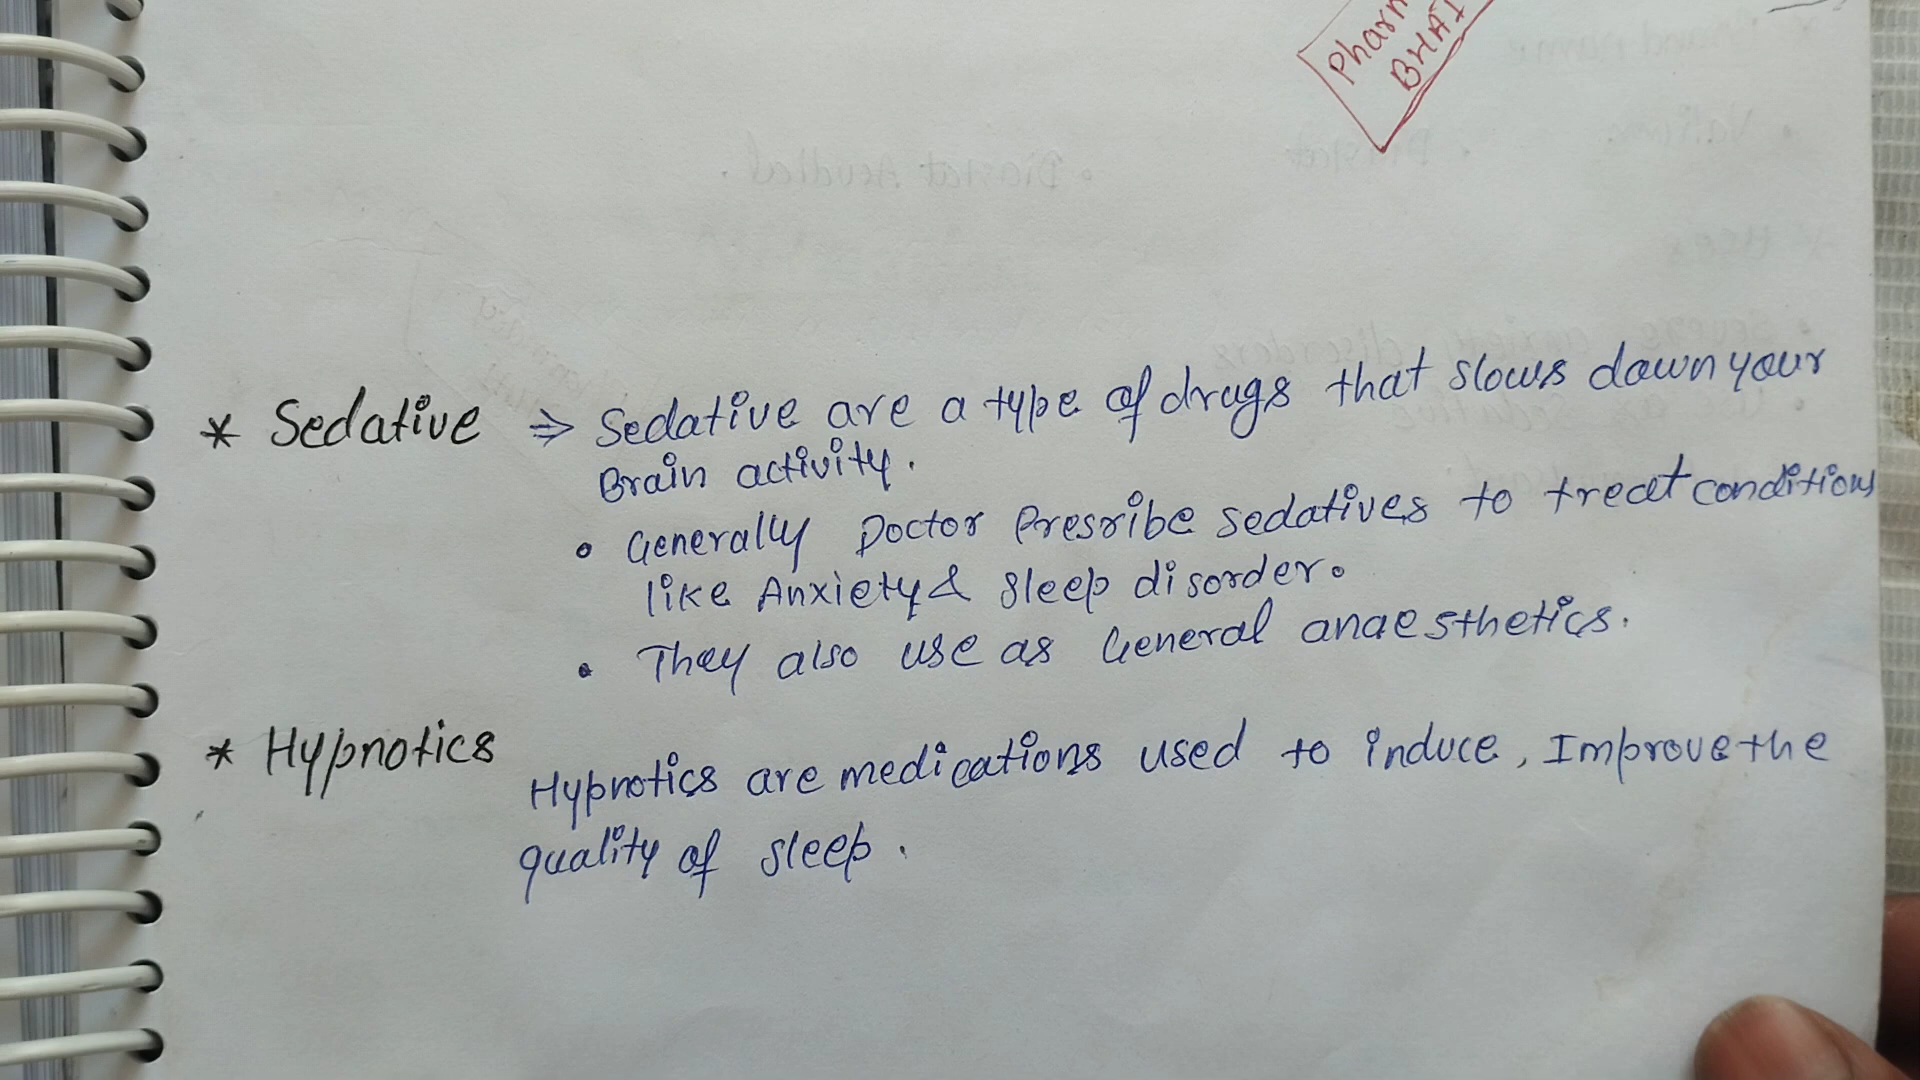 BHAI
* Sedative ⇒ Sedative are a type of drugs that slows down your
Brain activity.
• Generally Doctor Presribe sedatives to treat conditions
like Anxiety & sleep disorder.
• They also use as General anaesthetics.
* Hypnotics
Hypnotics are medications used to induce, Improve the
quality of sleep.